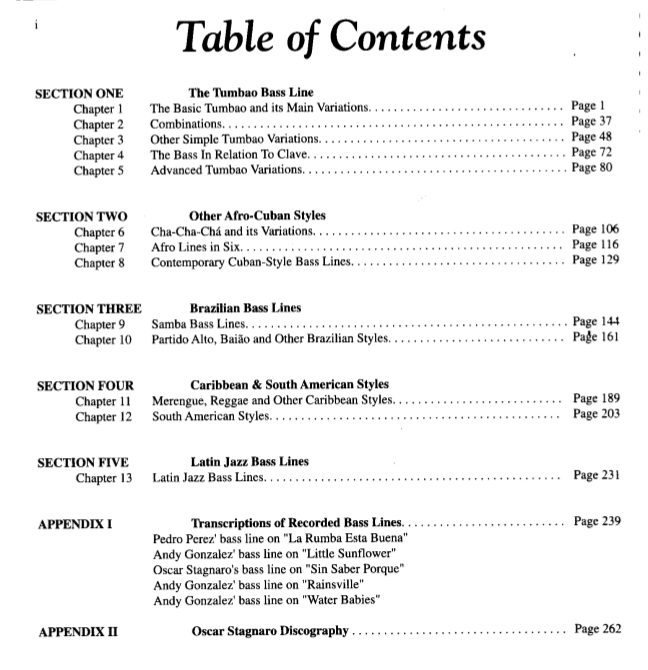 i
Table of Contents
SECTION ONE The Tumbao Bass Line
Chapter 1 The Basic Tumbao and its Main Variations. . . . . . . . . . . . . . . . . . . . . . . . . . . . . Page 1
Chapter 2 Combinations. . . . . . . . . . . . . . . . . . . . . . . . . . . . . . . . . . . . . . . . . . . . . . . . . . . Page 37
Chapter 3 Other Simple Tumbao Variations. . . . . . . . . . . . . . . . . . . . . . . . . . . . . . . . . . . . Page 48
Chapter 4 The Bass In Relation To Clave. . . . . . . . . . . . . . . . . . . . . . . . . . . . . . . . . . . . . . Page 72
Chapter 5 Advanced Tumbao Variations. . . . . . . . . . . . . . . . . . . . . . . . . . . . . . . . . . . . . . . Page 80
SECTION TWO Other Afro-Cuban Styles
Chapter 6 Cha-Cha-Chá and its Variations. . . . . . . . . . . . . . . . . . . . . . . . . . . . . . . . . . . . . Page 106
Chapter 7 Afro Lines in Six. . . . . . . . . . . . . . . . . . . . . . . . . . . . . . . . . . . . . . . . . . . . . . . . Page 116
Chapter 8 Contemporary Cuban-Style Bass Lines. . . . . . . . . . . . . . . . . . . . . . . . . . . . . . . . Page 129
SECTION THREE Brazilian Bass Lines
Chapter 9 Samba Bass Lines. . . . . . . . . . . . . . . . . . . . . . . . . . . . . . . . . . . . . . . . . . . . . . . Page 144
Chapter 10 Partido Alto, Baião and Other Brazilian Styles. . . . . . . . . . . . . . . . . . . . . . . . . . Page 161
SECTION FOUR Caribbean & South American Styles
Chapter 11 Merengue, Reggae and Other Caribbean Styles. . . . . . . . . . . . . . . . . . . . . . . . . Page 189
Chapter 12 South American Styles. . . . . . . . . . . . . . . . . . . . . . . . . . . . . . . . . . . . . . . . . . . Page 203
SECTION FIVE Latin Jazz Bass Lines
Chapter 13 Latin Jazz Bass Lines. . . . . . . . . . . . . . . . . . . . . . . . . . . . . . . . . . . . . . . . . . . . Page 231
APPENDIX I Transcriptions of Recorded Bass Lines. . . . . . . . . . . . . . . . . . . . . . . . Page 239
Pedro Perez' bass line on "La Rumba Esta Buena"
Andy Gonzalez' bass line on "Little Sunflower"
Oscar Stagnaro's bass line on "Sin Saber Porque"
Andy Gonzalez' bass line on "Rainsville"
Andy Gonzalez' bass line on "Water Babies"
APPENDIX II Oscar Stagnaro Discography . . . . . . . . . . . . . . . . . . . . . . . . . . . . . . . . Page 262